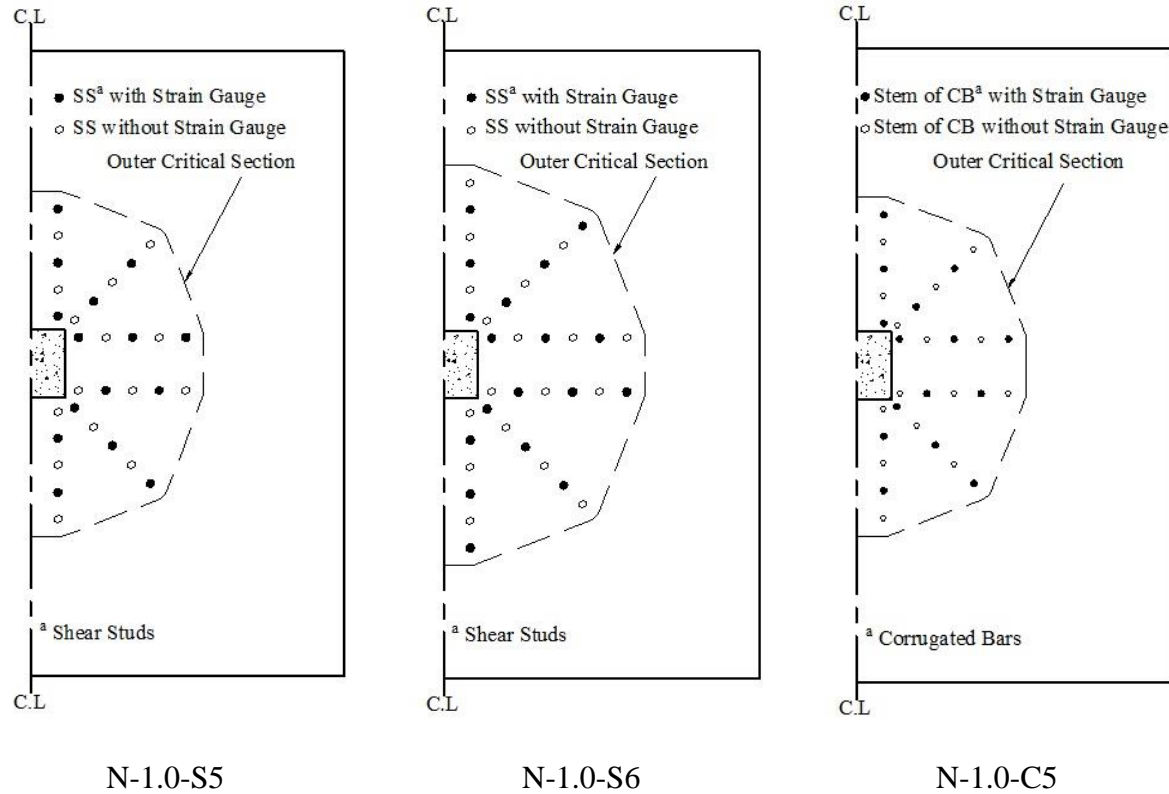 C.L
SSᵃ with Strain Gauge
SS without Strain Gauge
Outer Critical Section
ᵃ Shear Studs
C.L
N-1.0-S5
C.L
SSᵃ with Strain Gauge
SS without Strain Gauge
Outer Critical Section
ᵃ Shear Studs
C.L
N-1.0-S6
C.L
Stem of CBᵃ with Strain Gauge
Stem of CB without Strain Gauge
Outer Critical Section
ᵃ Corrugated Bars
C.L
N-1.0-C5